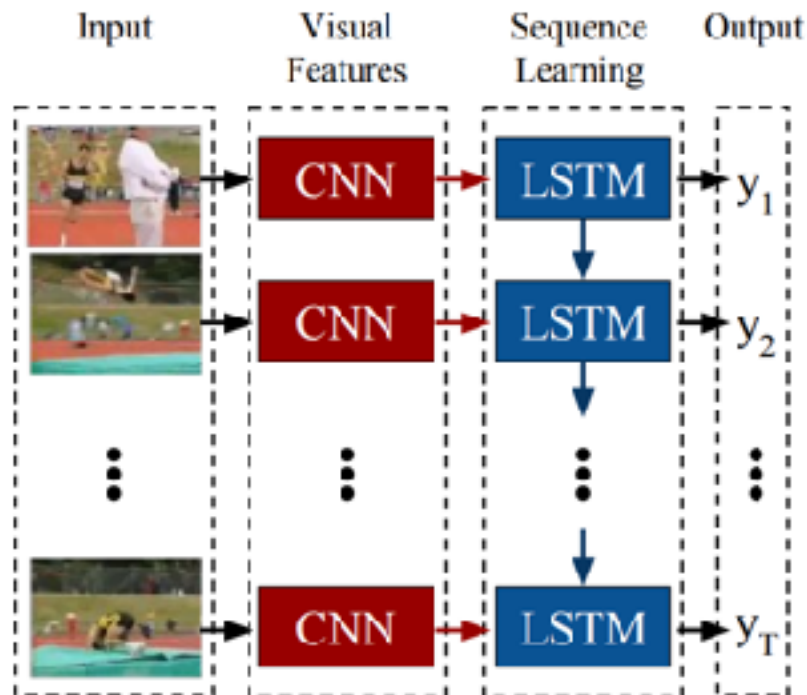 Input
Visual
Features
Sequence
Learning
Output
CNN
LSTM
y1
CNN
LSTM
y2
CNN
LSTM
yT